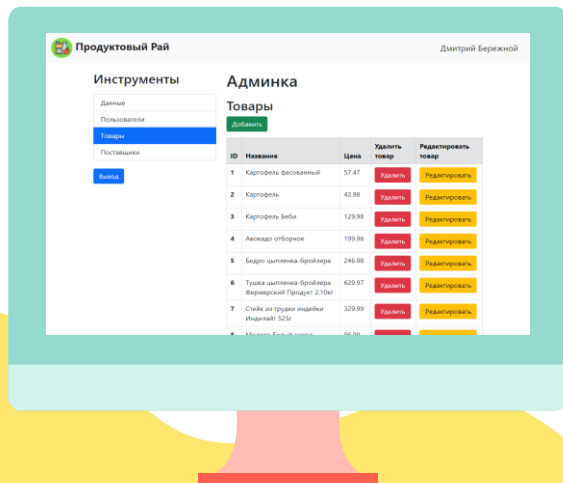 Продуктовый Рай
Дмитрий Бережной
Инструменты
Данные
Пользователи
Товары
Поставщики
Выход
Админка
Товары
Добавить
ID Название Цена Удалить товар Редактировать товар
1 Картофель фасованный 57.47 Удалить Редактировать
2 Картофель 43.98 Удалить Редактировать
3 Картофель Беби 129.98 Удалить Редактировать
4 Авокадо отборное 199.96 Удалить Редактировать
5 Бедро цыпленка-бройлера 246.98 Удалить Редактировать
6 Тушка цыпленка-бройлера 629.97 Удалить Редактировать
Фермерский Продукт 2.10кг
7 Стейк из грудки индейки 329.99 Удалить Редактировать
Индилайт 525г